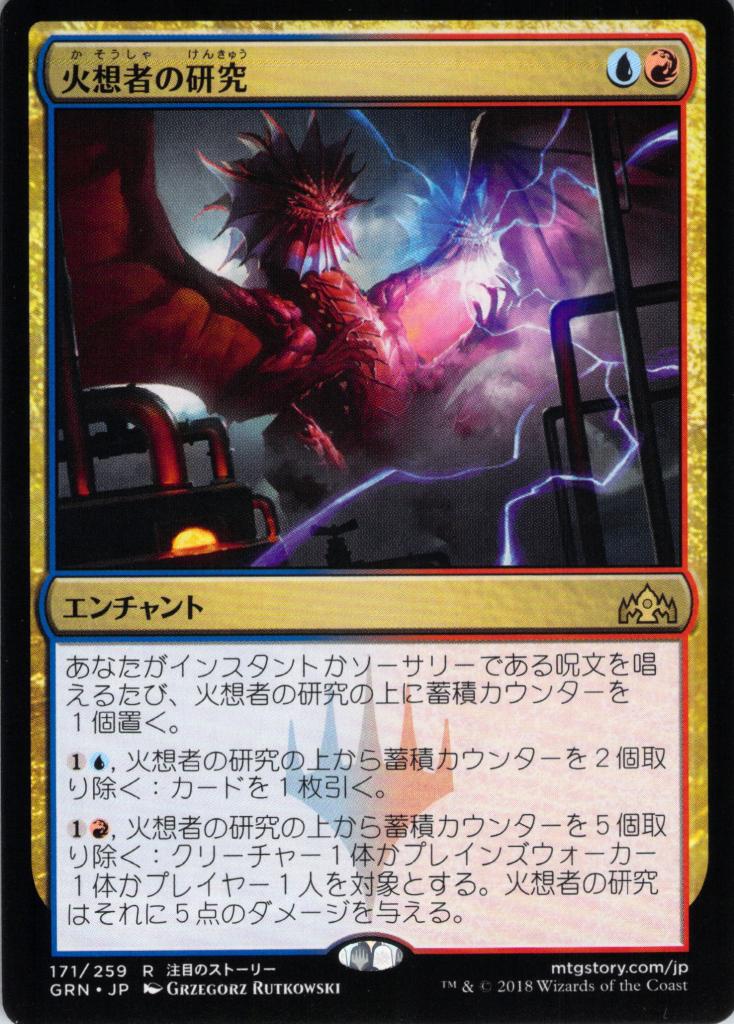 かそうしゃ けんきゅう
火想者の研究
エンチャント
あなたがインスタントかソーサリーである呪文を唱
えるたび、火想者の研究の上に蓄積カウンターを
1個置く。
1, 火想者の研究の上から蓄積カウンターを2個取
り除く:カードを1枚引く。
1, 火想者の研究の上から蓄積カウンターを5個取
り除く:クリーチャー1体かプレインズウォーカー
1体かプレイヤー1人を対象とする。火想者の研究
はそれに5点のダメージを与える。
171/259 R 注目のストーリー
mtgstory.com/jp
GRN • JP GRZEGORZ RUTKOWSKI
™ & © 2018 Wizards of the Coast